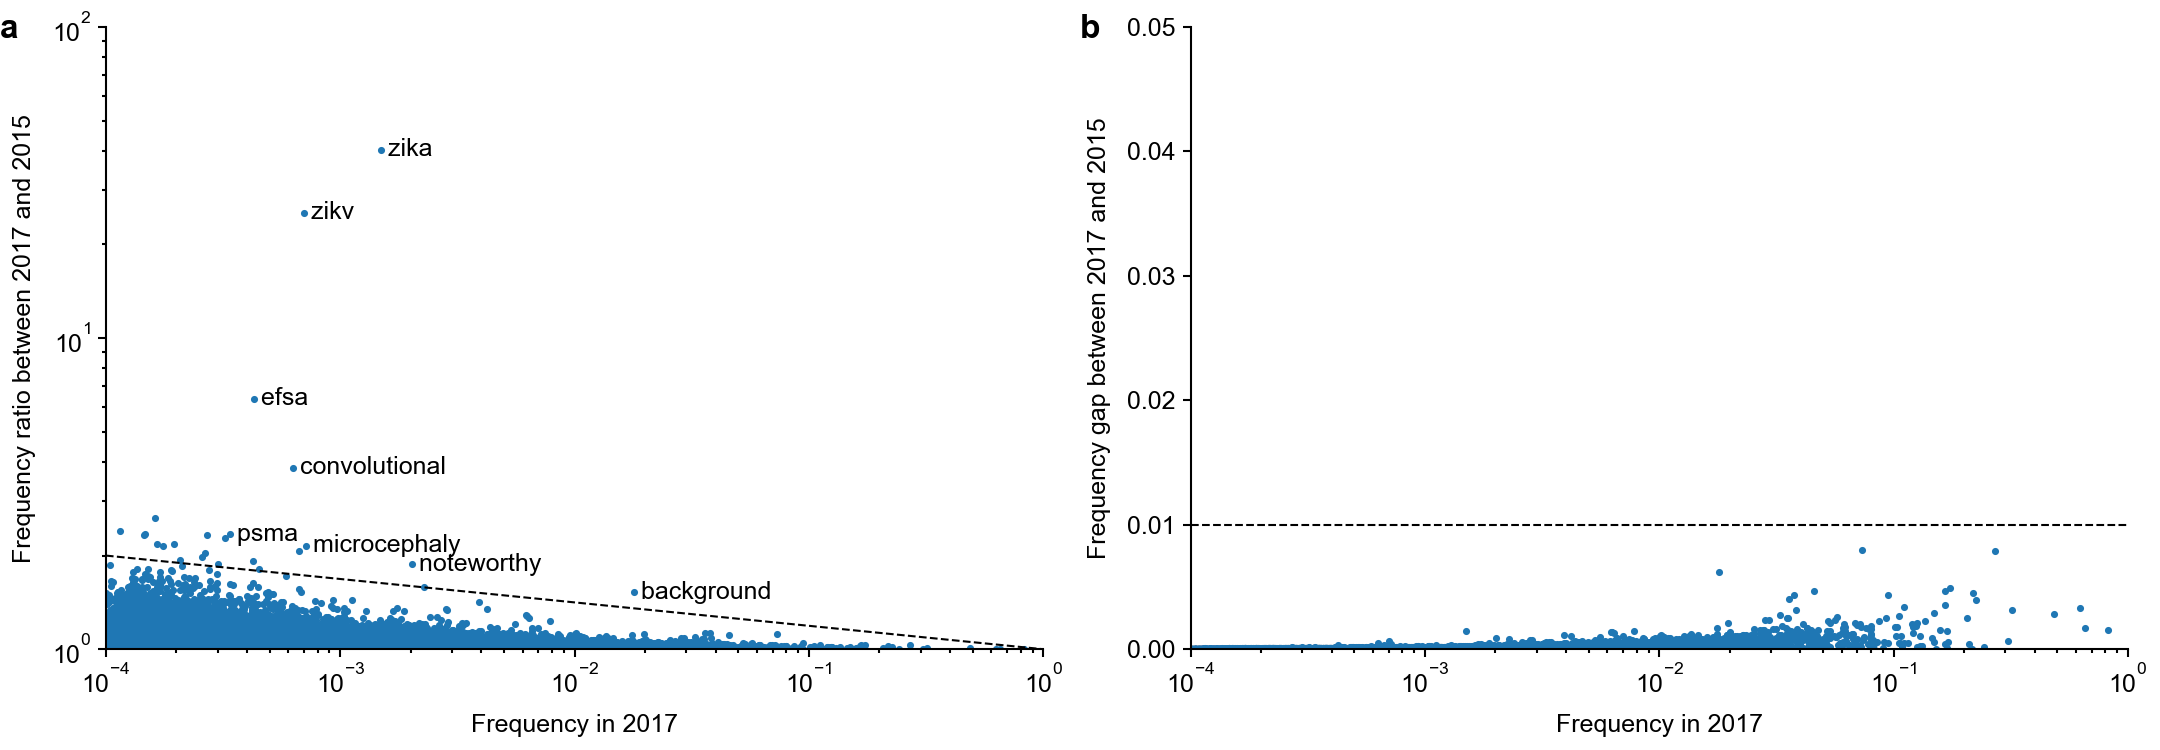 a
Frequency ratio between 2017 and 2015
10^2
10^1
10^0
zika
zikv
efsa
convolutional
psma
microcephaly
noteworthy
background
10^−4 10^−3 10^−2 10^−1 10^0
Frequency in 2017
b
Frequency gap between 2017 and 2015
0.05
0.04
0.03
0.02
0.01
0.00
10^−4 10^−3 10^−2 10^−1 10^0
Frequency in 2017